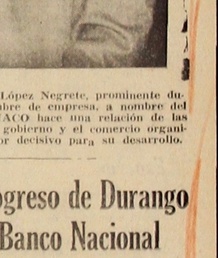 López Negrete, prominente du-
bre de empresa, a nombre del
IACO hace una relación de las
gobierno y el comercio organi-
or decisivo para su desarrollo.
ogreso de Durango
Banco Nacional